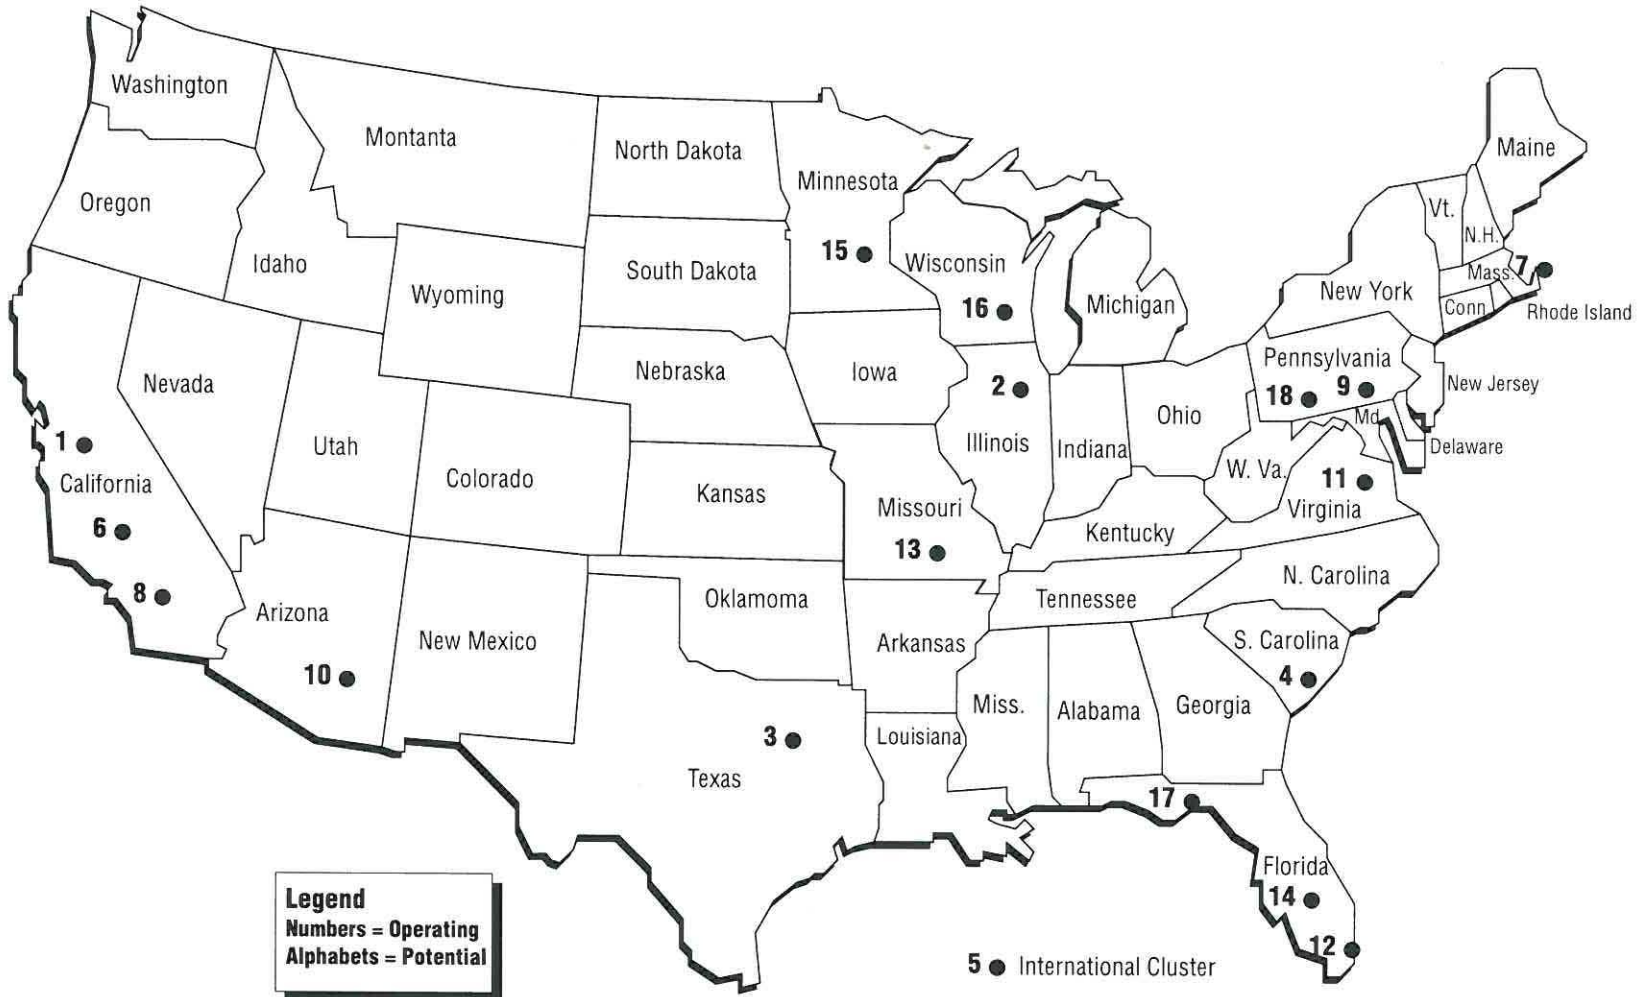 Washington
Montanta
North Dakota
Minnesota
Maine
Oregon
Idaho
Wyoming
South Dakota
15
Wisconsin
16
Michigan
Vt.
N.H.
Mass.
7
New York
Conn
Rhode Island
Nevada
Nebraska
Iowa
2
Illinois
Indiana
Ohio
Pennsylvania
18
9
New Jersey
Md.
Delaware
1
California
6
8
Utah
Colorado
Kansas
Missouri
13
Kentucky
W. Va.
11
Virginia
Arizona
10
New Mexico
Oklamoma
Arkansas
Tennessee
N. Carolina
S. Carolina
4
3
Texas
Louisiana
Miss.
Alabama
Georgia
17
Florida
14
12
Legend
Numbers = Operating
Alphabets = Potential
5 International Cluster